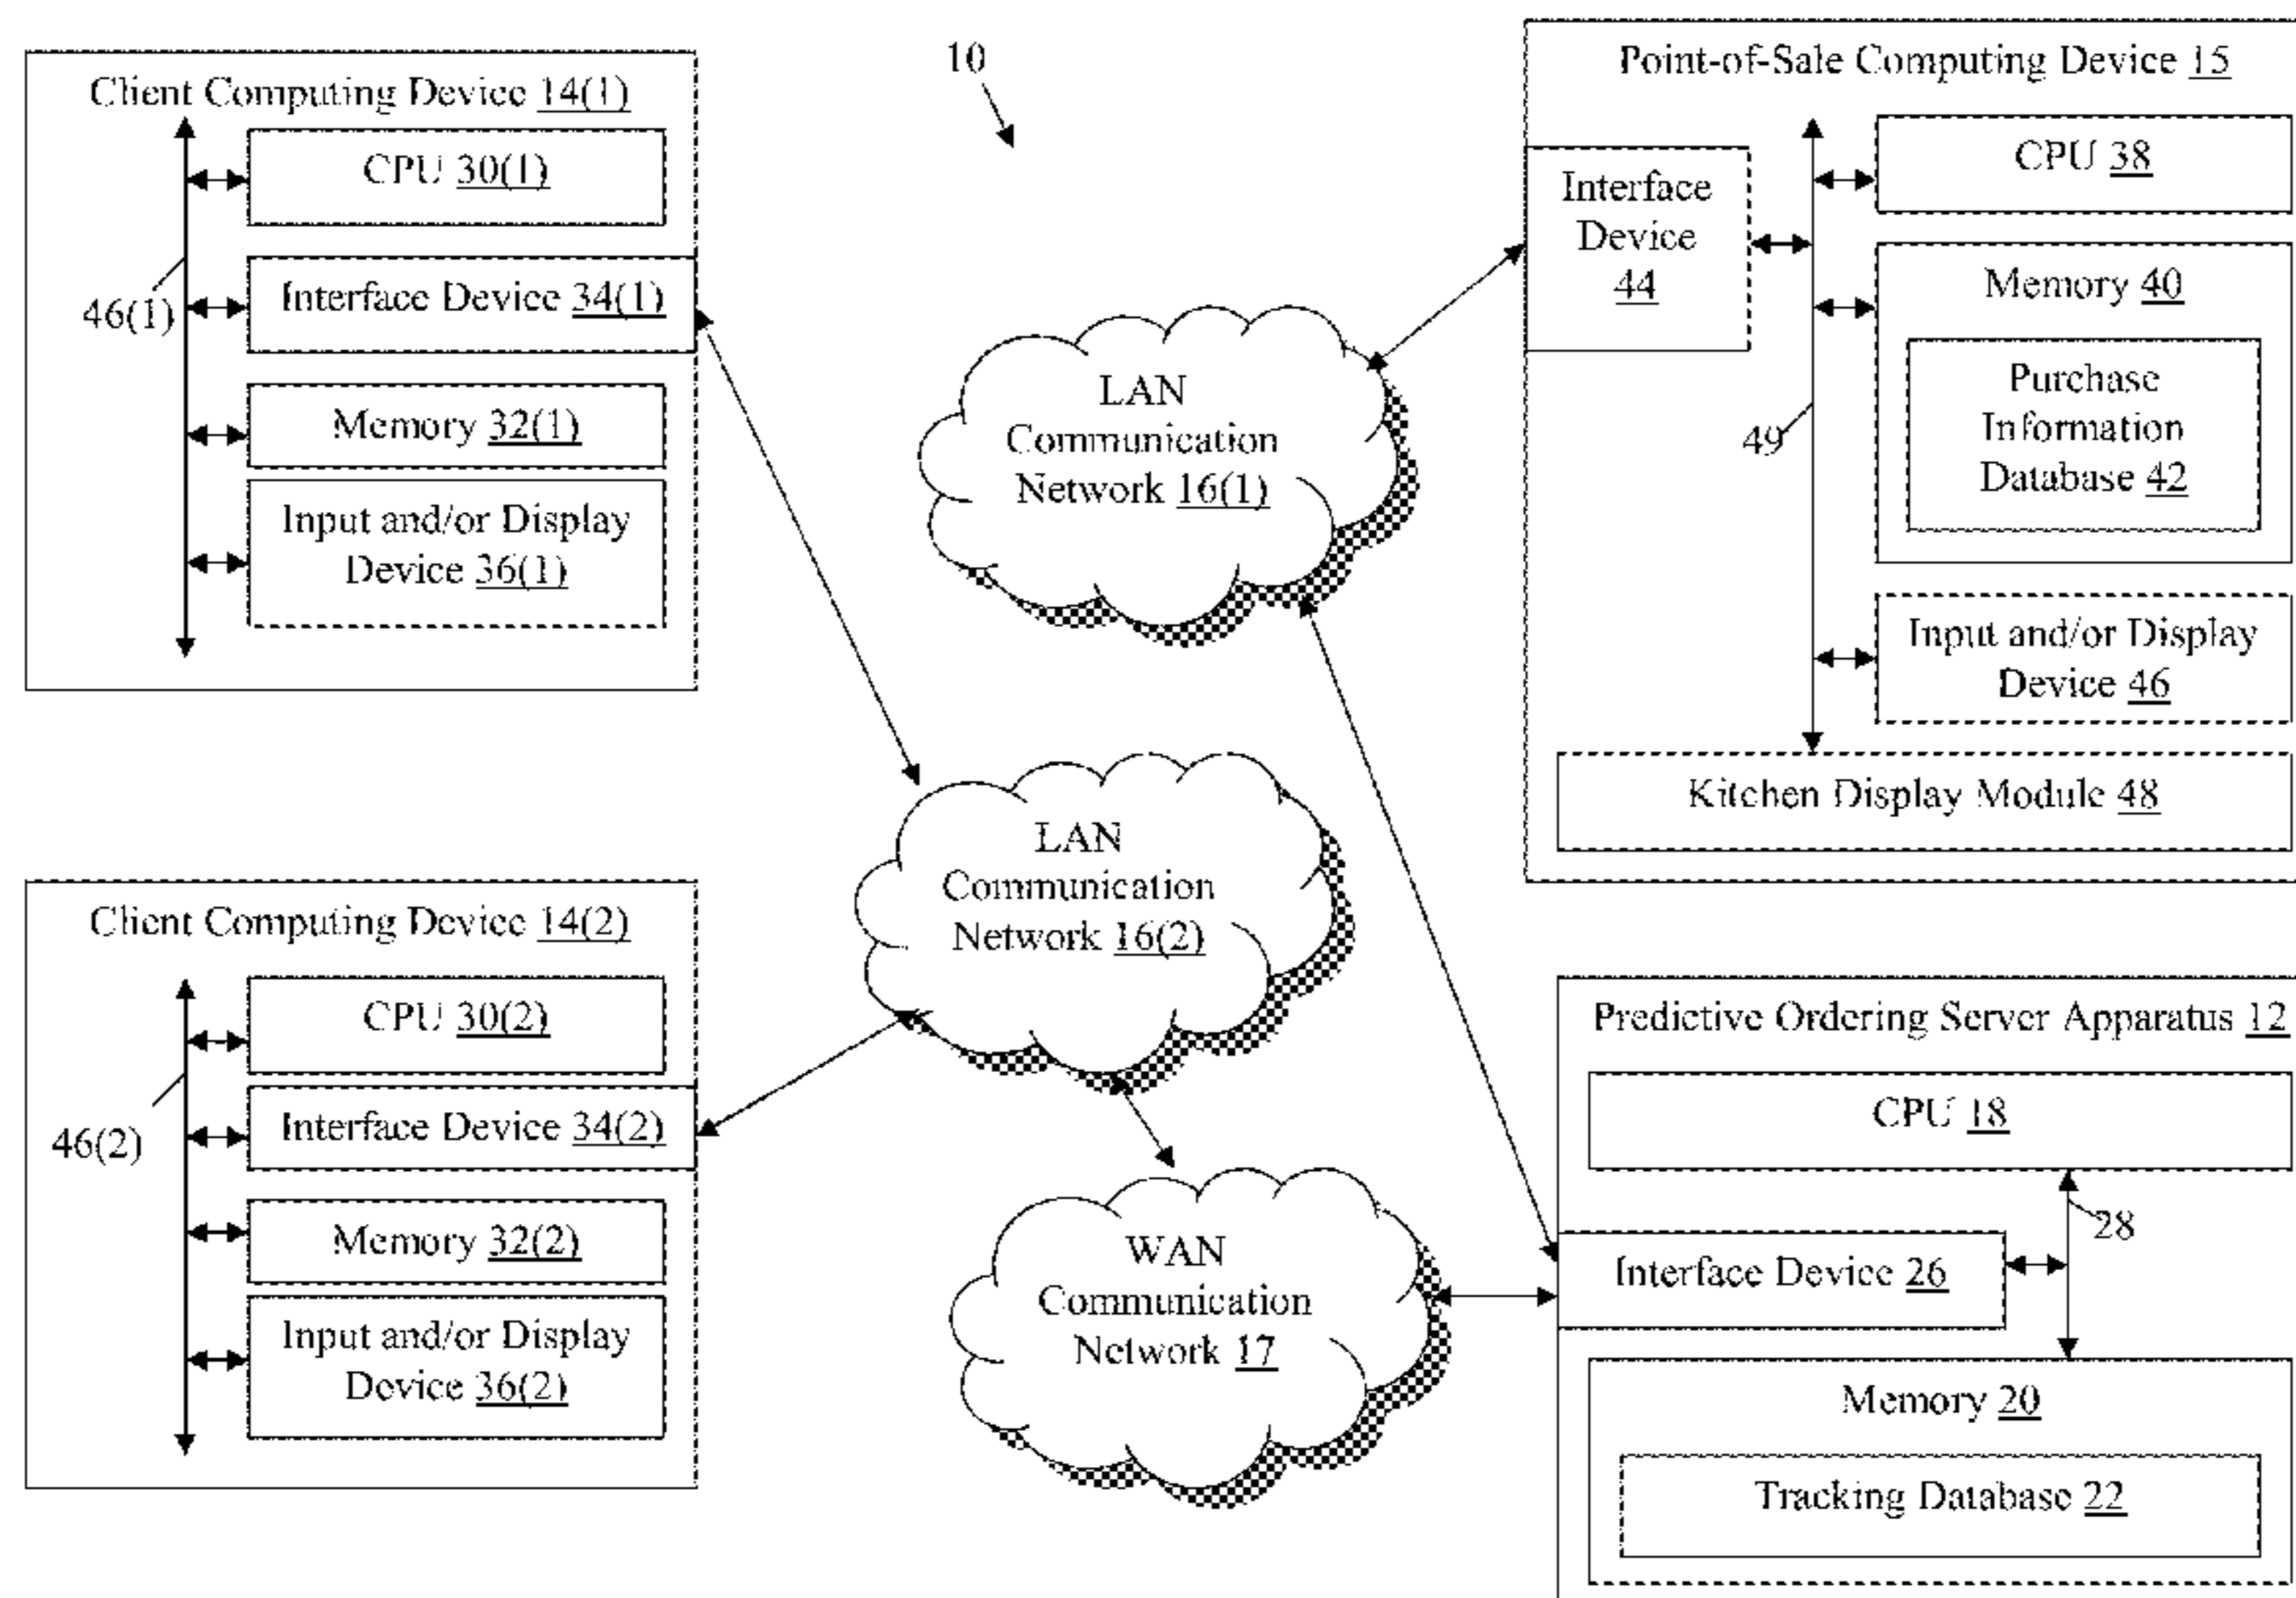 Client Computing Device 14(1)
CPU 30(1)
Interface Device 34(1)
46(1)
Memory 32(1)
Input and/or Display
Device 36(1)
Client Computing Device 14(2)
CPU 30(2)
Interface Device 34(2)
46(2)
Memory 32(2)
Input and/or Display
Device 36(2)
10
LAN
Communication
Network 16(1)
LAN
Communication
Network 16(2)
WAN
Communication
Network 17
Point-of-Sale Computing Device 15
Interface
Device
44
CPU 38
Memory 40
Purchase
Information
Database 42
49
Input and/or Display
Device 46
Kitchen Display Module 48
Predictive Ordering Server Apparatus 12
CPU 18
28
Interface Device 26
Memory 20
Tracking Database 22